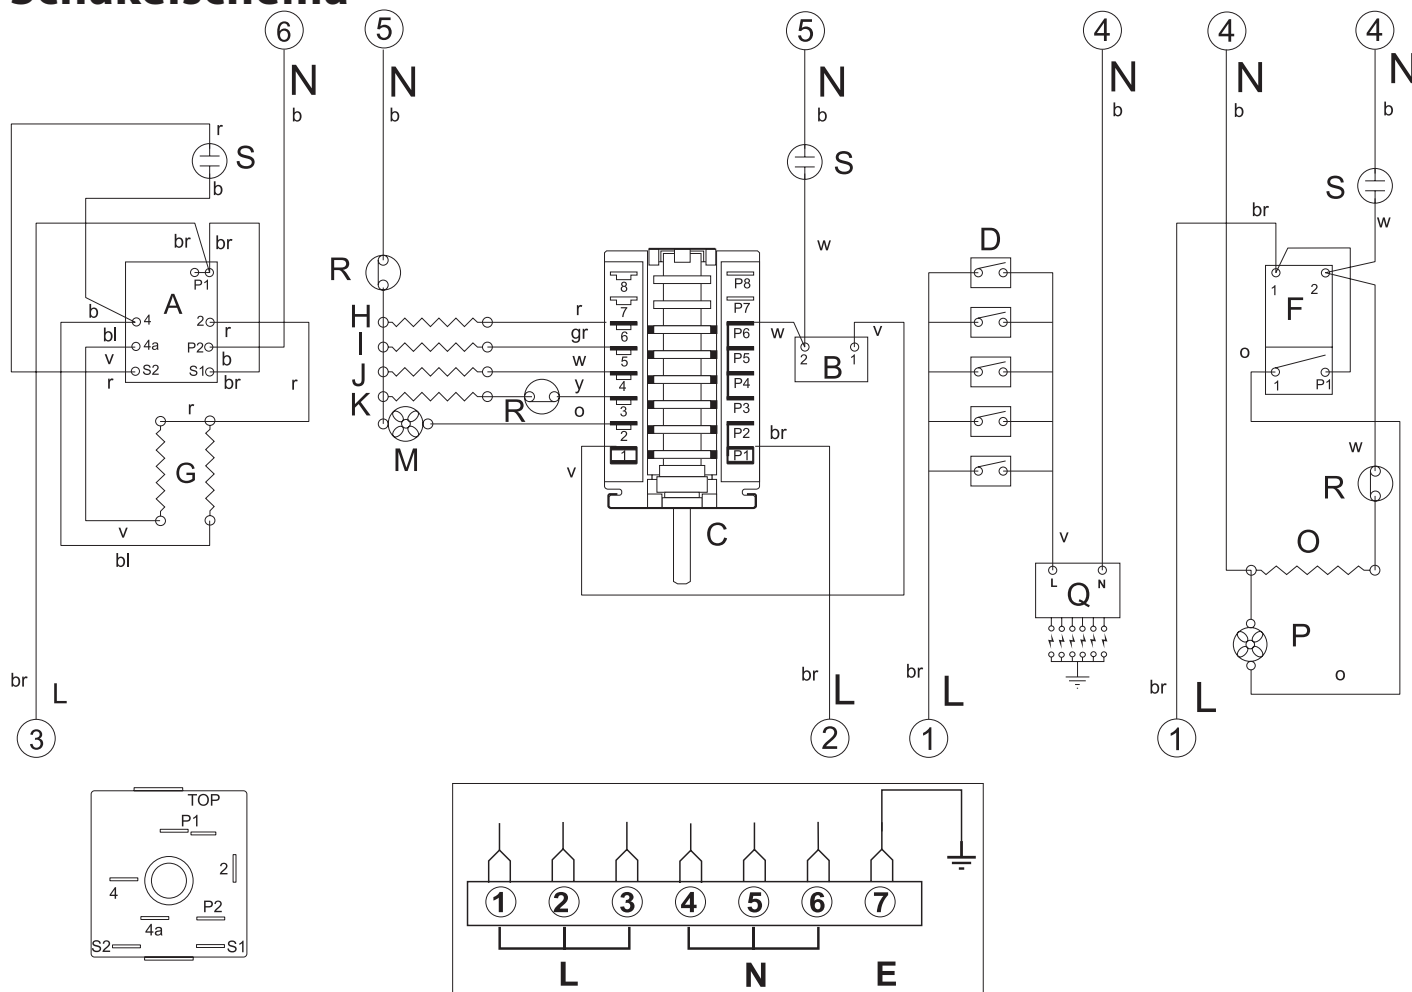 Schakelschema
6 5 5 4 4 4
N N N N N N
b b b b b b
r
S S S
b
br br br
w w
D
P1
A R F
1 2
b 4 2 r
bl 4a P2 b
v S2 S1 br
r r
r
G
v
bl
H r
I gr
J w
K R y
M o
v
8 P8
7 P7
6 P6
5 P5
4 P4
3 P3
2 P2
1 P1
C
br
w v
2 B 1
v
L N
Q
o
1 P1
w
R
O
P
o
br L br L br L br L
3 2 1 1
TOP
P1
2
4
P2
4a
S2 S1
1 2 3 4 5 6 7
L N E